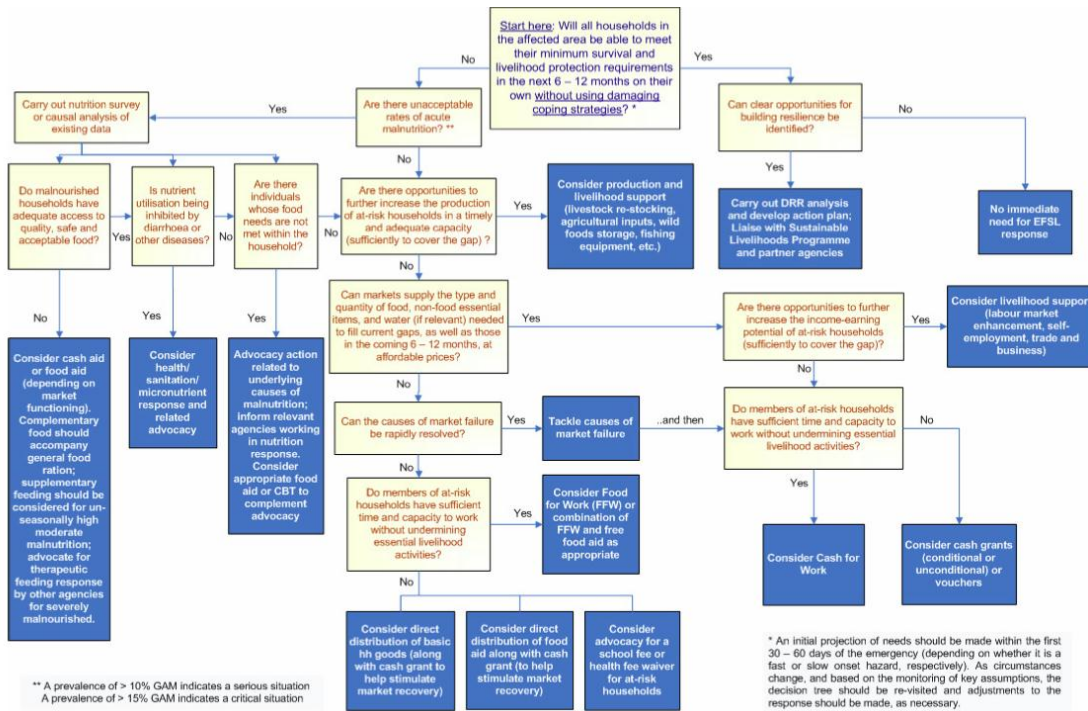 Start here: Will all households
in the affected area be able to meet
their minimum survival and
livelihood protection requirements
in the next 6 – 12 months on their
own without using damaging
coping strategies? *
No
Yes
Carry out nutrition survey
or causal analysis of
existing data
Yes
Are there unacceptable
rates of acute
malnutrition? **
Can clear opportunities for
building resilience be
identified?
No
No
Yes
Do malnourished
households have
adequate access to
quality, safe and
acceptable food?
Yes
Is nutrient
utilisation being
inhibited by
diarrhoea or
other diseases?
No
Are there
individuals
whose food
needs are not
met within the
household?
No
Are there opportunities to
further increase the production
of at-risk households in a timely
and adequate capacity
(sufficiently to cover the gap) ?
Yes
Consider production and
livelihood support
(livestock re-stocking,
agricultural inputs, wild
foods storage, fishing
equipment, etc.)
Carry out DRR analysis
and develop action plan;
Liaise with Sustainable
Livelihoods Programme
and partner agencies
No immediate
need for EFSL
response
No
Yes
Yes
No
Can markets supply the type and
quantity of food, non-food essential
items, and water (if relevant) needed
to fill current gaps, as well as those
in the coming 6 – 12 months, at
affordable prices?
Yes
Are there opportunities to further
increase the income-earning
potential of at-risk households
(sufficiently to cover the gap)?
Yes
Consider livelihood support
(labour market
enhancement, self-
employment, trade and
business)
Consider cash aid
or food aid
(depending on
market
functioning).
Complementary
food should
accompany
general food
ration;
supplementary
feeding should be
considered for un-
seasonally high
moderate
malnutrition;
advocate for
therapeutic
feeding response
by other agencies
for severely
malnourished.
Consider
health/
sanitation/
micronutrient
response and
related advocacy
Advocacy action
related to
underlying
causes of
malnutrition;
inform relevant
agencies working
in nutrition
response.
Consider
appropriate food
aid or CBT to
complement
advocacy
No
No
Can the causes of market failure
be rapidly resolved?
Yes
Tackle causes of
market failure
..and then
Do members of at-risk households
have sufficient time and capacity to
work without undermining essential
livelihood activities?
No
No
Yes
Do members of at-risk
households have sufficient
time and capacity to work
without undermining
essential livelihood
activities?
Yes
Consider Food
for Work (FFW) or
combination of
FFW and free
food aid as
appropriate
Consider Cash for
Work
Consider cash grants
(conditional or
unconditional) or
vouchers
No
Consider direct
distribution of basic
hh goods (along
with cash grant to
help stimulate
market recovery)
Consider direct
distribution of food
aid along with cash
grant (to help
stimulate market
recovery)
Consider
advocacy for a
school fee or
health fee waiver
for at-risk
households
** A prevalence of > 10% GAM indicates a serious situation
A prevalence of > 15% GAM indicates a critical situation
* An initial projection of needs should be made within the first
30 – 60 days of the emergency (depending on whether it is a
fast or slow onset hazard, respectively). As circumstances
change, and based on the monitoring of key assumptions, the
decision tree should be re-visited and adjustments to the
response should be made, as necessary.